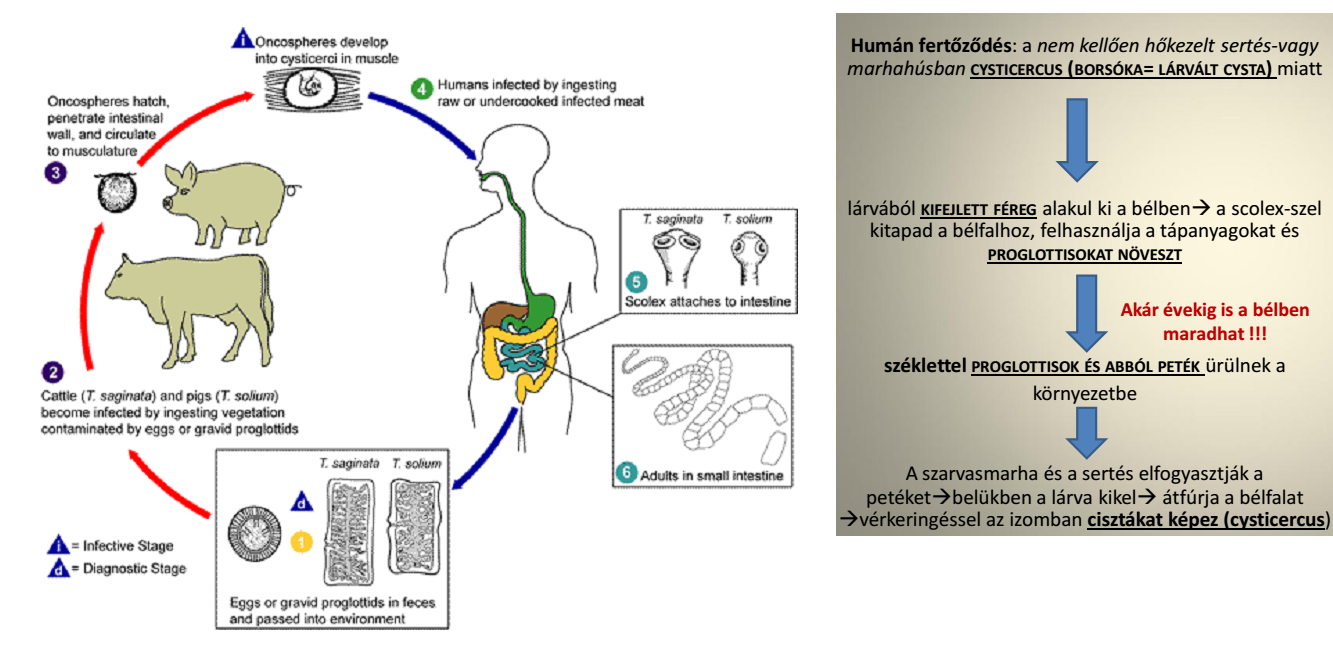 Oncospheres develop
into cysticerci in muscle
i
4
Humans infected by ingesting
raw or undercooked infected meat
Oncospheres hatch,
penetrate intestinal
wall, and circulate
to musculature
3
T. saginata T. solium
5
Scolex attaches to intestine
2
Cattle (T. saginata) and pigs (T. solium)
become infected by ingesting vegetation
contaminated by eggs or gravid proglottids
6 Adults in small intestine
T. saginata T. solium
d
1
Eggs or gravid proglottids in feces
and passed into environment
i = Infective Stage
d = Diagnostic Stage
Humán fertőződés: a nem kellően hőkezelt sertés-vagy
marhahúsban CYSTICERCUS (BORSÓKA= LÁRVÁLT CYSTA) miatt
lárvából KIFEJLETT FÉREG alakul ki a bélben→ a scolex-szel
kitapad a bélfalhoz, felhasználja a tápanyagokat és
PROGLOTTISOKAT NÖVESZT
Akár évekig is a bélben
maradhat !!!
széklettel PROGLOTTISOK ÉS ABBÓL PETÉK ürülnek a
környezetbe
A szarvasmarha és a sertés elfogyasztják a
petéket→belükben a lárva kikel→ átfúrja a bélfalat
→vérkeringéssel az izomban cisztákat képez (cysticercus)